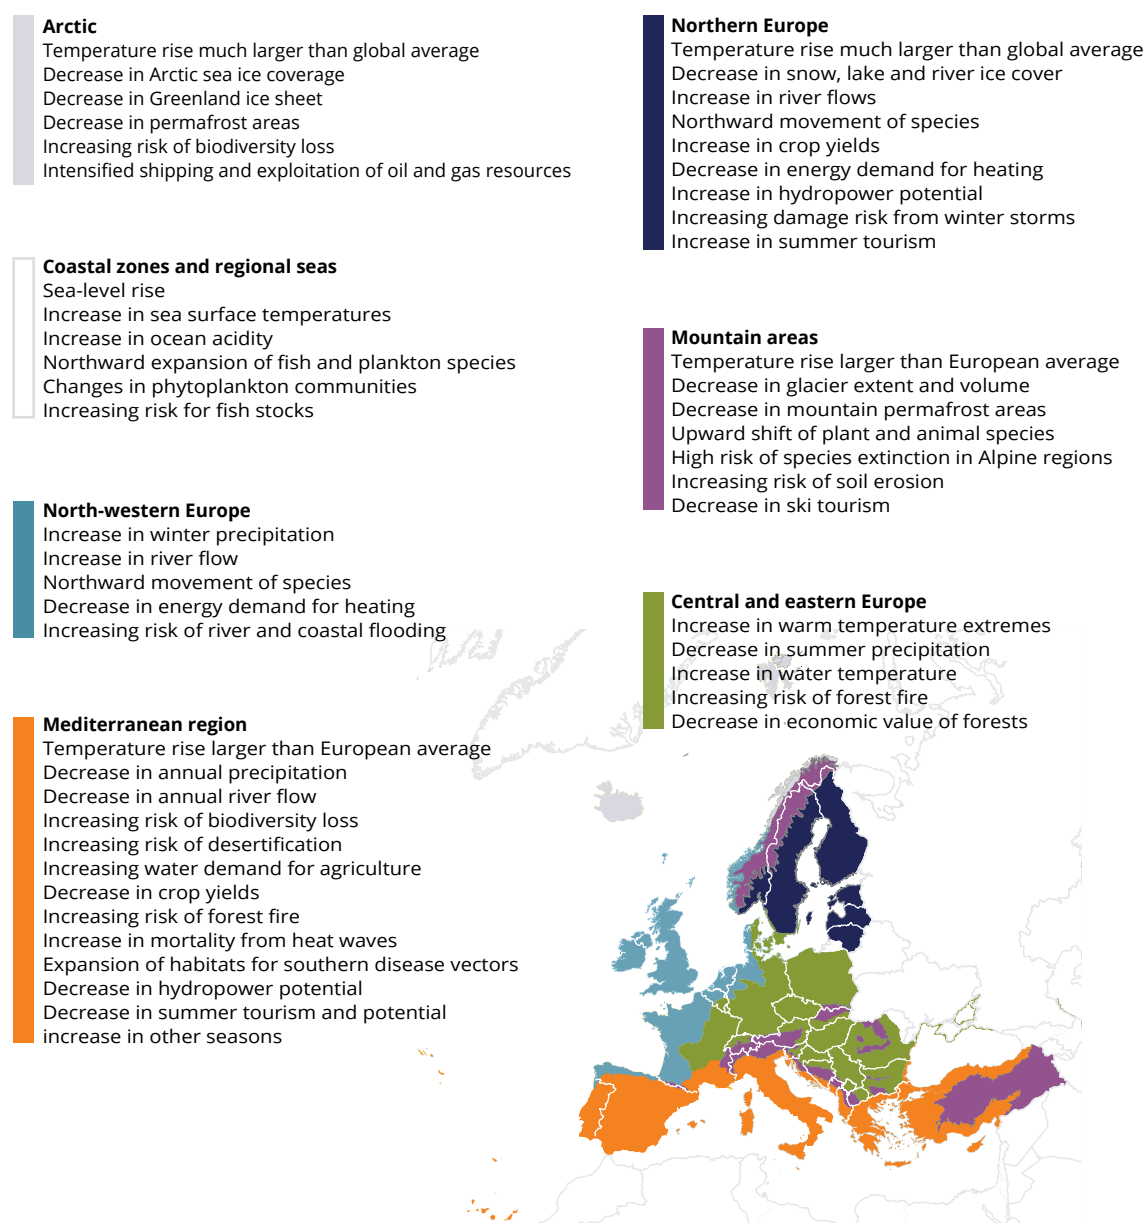 Arctic
Temperature rise much larger than global average
Decrease in Arctic sea ice coverage
Decrease in Greenland ice sheet
Decrease in permafrost areas
Increasing risk of biodiversity loss
Intensified shipping and exploitation of oil and gas resources
Coastal zones and regional seas
Sea-level rise
Increase in sea surface temperatures
Increase in ocean acidity
Northward expansion of fish and plankton species
Changes in phytoplankton communities
Increasing risk for fish stocks
North-western Europe
Increase in winter precipitation
Increase in river flow
Northward movement of species
Decrease in energy demand for heating
Increasing risk of river and coastal flooding
Mediterranean region
Temperature rise larger than European average
Decrease in annual precipitation
Decrease in annual river flow
Increasing risk of biodiversity loss
Increasing risk of desertification
Increasing water demand for agriculture
Decrease in crop yields
Increasing risk of forest fire
Increase in mortality from heat waves
Expansion of habitats for southern disease vectors
Decrease in hydropower potential
Decrease in summer tourism and potential
increase in other seasons
Northern Europe
Temperature rise much larger than global average
Decrease in snow, lake and river ice cover
Increase in river flows
Northward movement of species
Increase in crop yields
Decrease in energy demand for heating
Increase in hydropower potential
Increasing damage risk from winter storms
Increase in summer tourism
Mountain areas
Temperature rise larger than European average
Decrease in glacier extent and volume
Decrease in mountain permafrost areas
Upward shift of plant and animal species
High risk of species extinction in Alpine regions
Increasing risk of soil erosion
Decrease in ski tourism
Central and eastern Europe
Increase in warm temperature extremes
Decrease in summer precipitation
Increase in water temperature
Increasing risk of forest fire
Decrease in economic value of forests